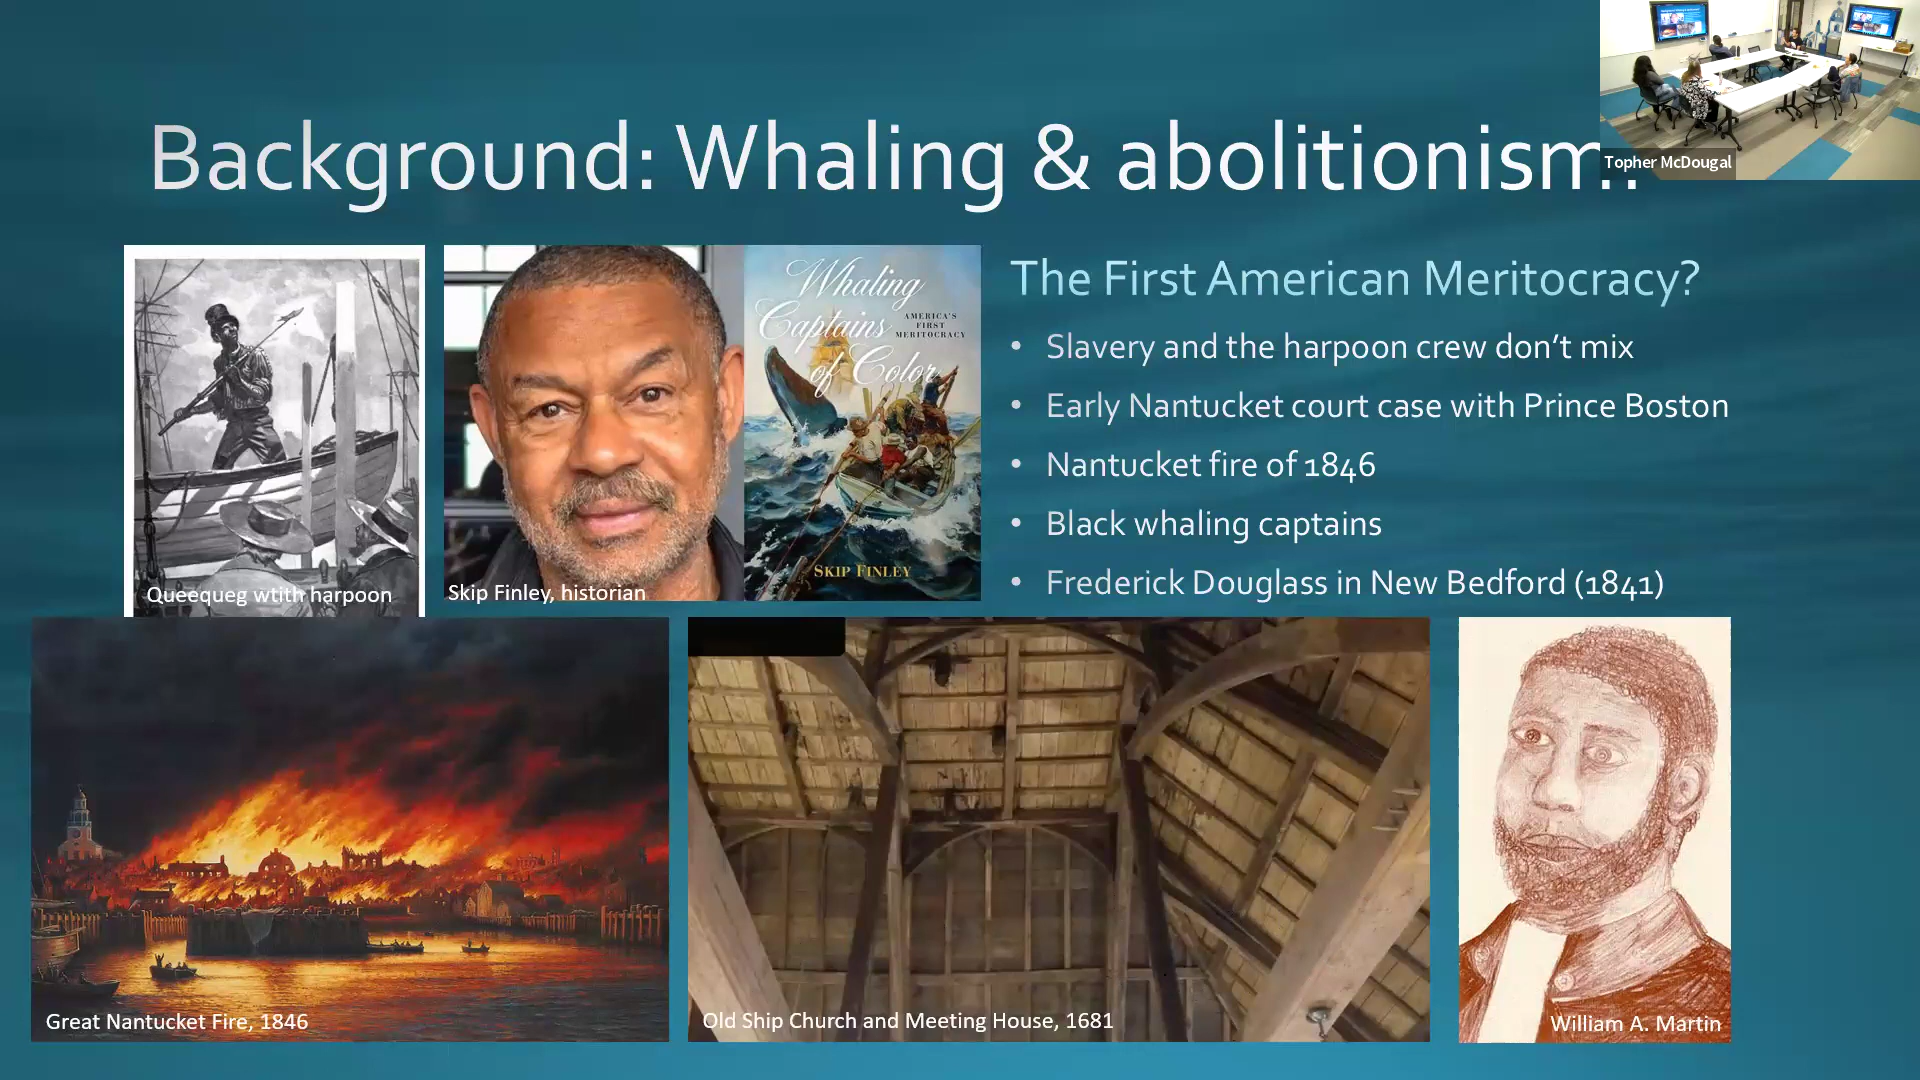 Background: Whaling & abolitionism!!
Topher McDougal
Whaling
Captains
of Color
AMERICA'S
FIRST
MERITOCRACY
SKIP FINLEY
Queequeg wtith harpoon
Skip Finley, historian
The First American Meritocracy?
• Slavery and the harpoon crew don't mix
• Early Nantucket court case with Prince Boston
• Nantucket fire of 1846
• Black whaling captains
• Frederick Douglass in New Bedford (1841)
Great Nantucket Fire, 1846
Old Ship Church and Meeting House, 1681
William A. Martin